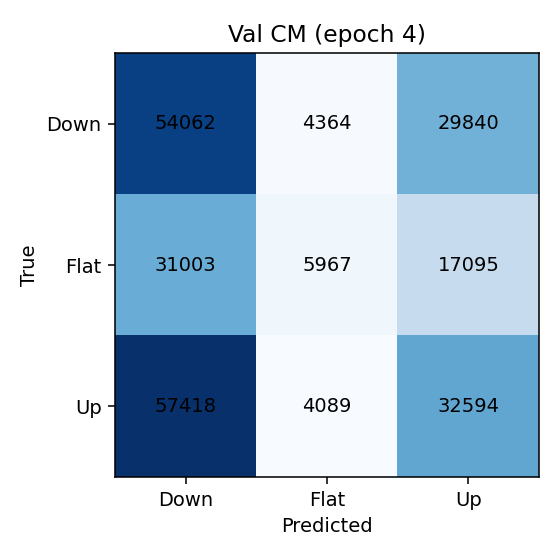 Val CM (epoch 4)
Down 54062 4364 29840
True
Flat 31003 5967 17095
Up 57418 4089 32594
Down Flat Up
Predicted